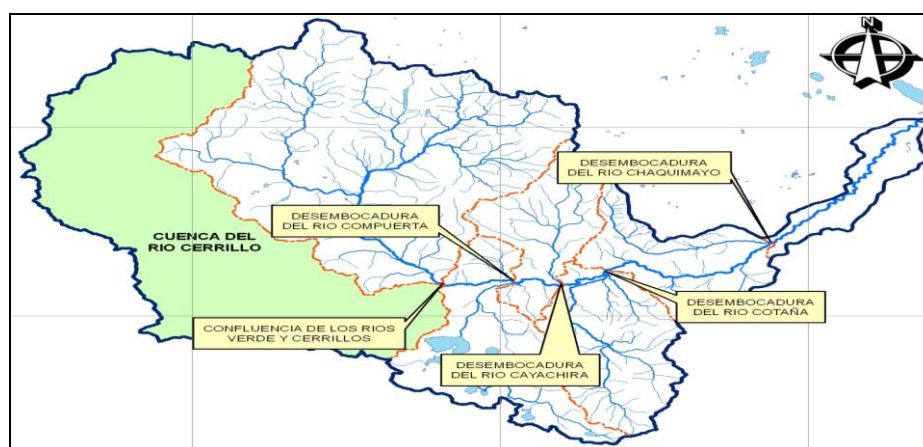 N
DESEMBOCADURA
DEL RIO CHAQUIMAYO
DESEMBOCADURA
DEL RIO COMPUERTA
CUENCA DEL
RIO CERRILLO
DESEMBOCADURA
DEL RIO COTAÑA
CONFLUENCIA DE LOS RIOS
VERDE Y CERRILLOS
DESEMBOCADURA
DEL RIO CAYACHIRA